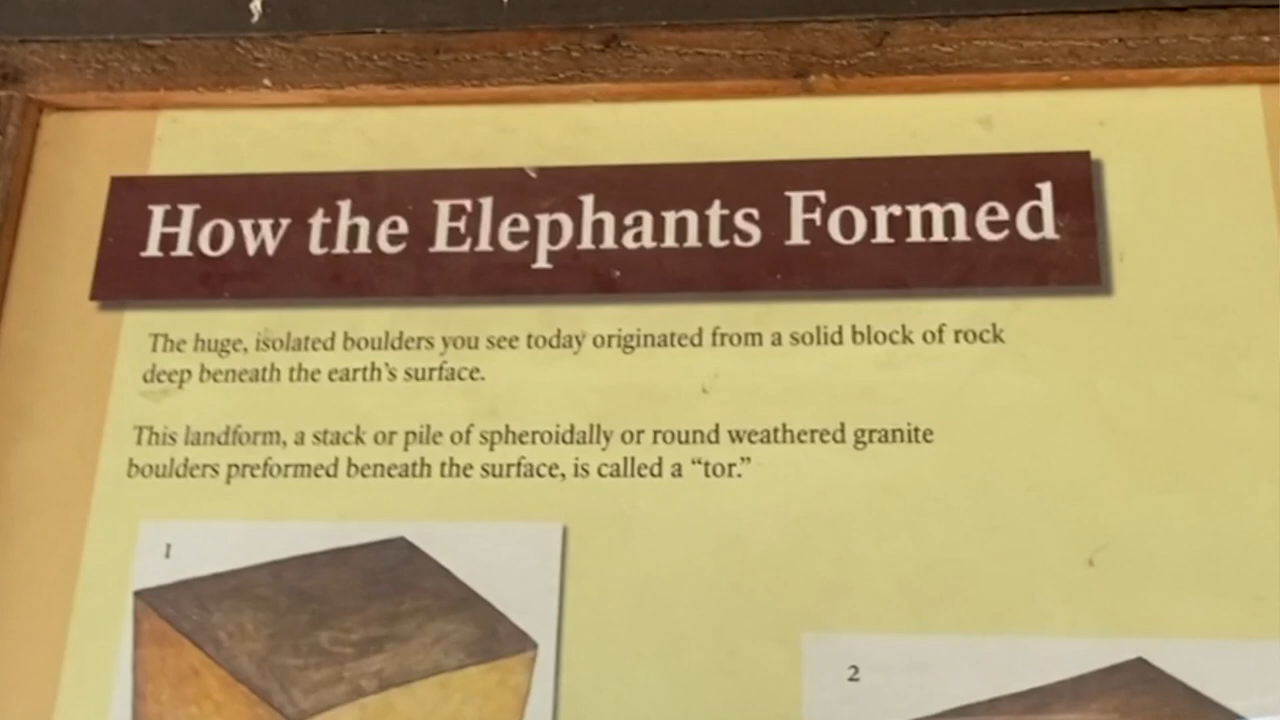 How the Elephants Formed
The huge, isolated boulders you see today originated from a solid block of rock
deep beneath the earth's surface.
This landform, a stack or pile of spheroidally or round weathered granite
boulders preformed beneath the surface, is called a “tor.”
1
2